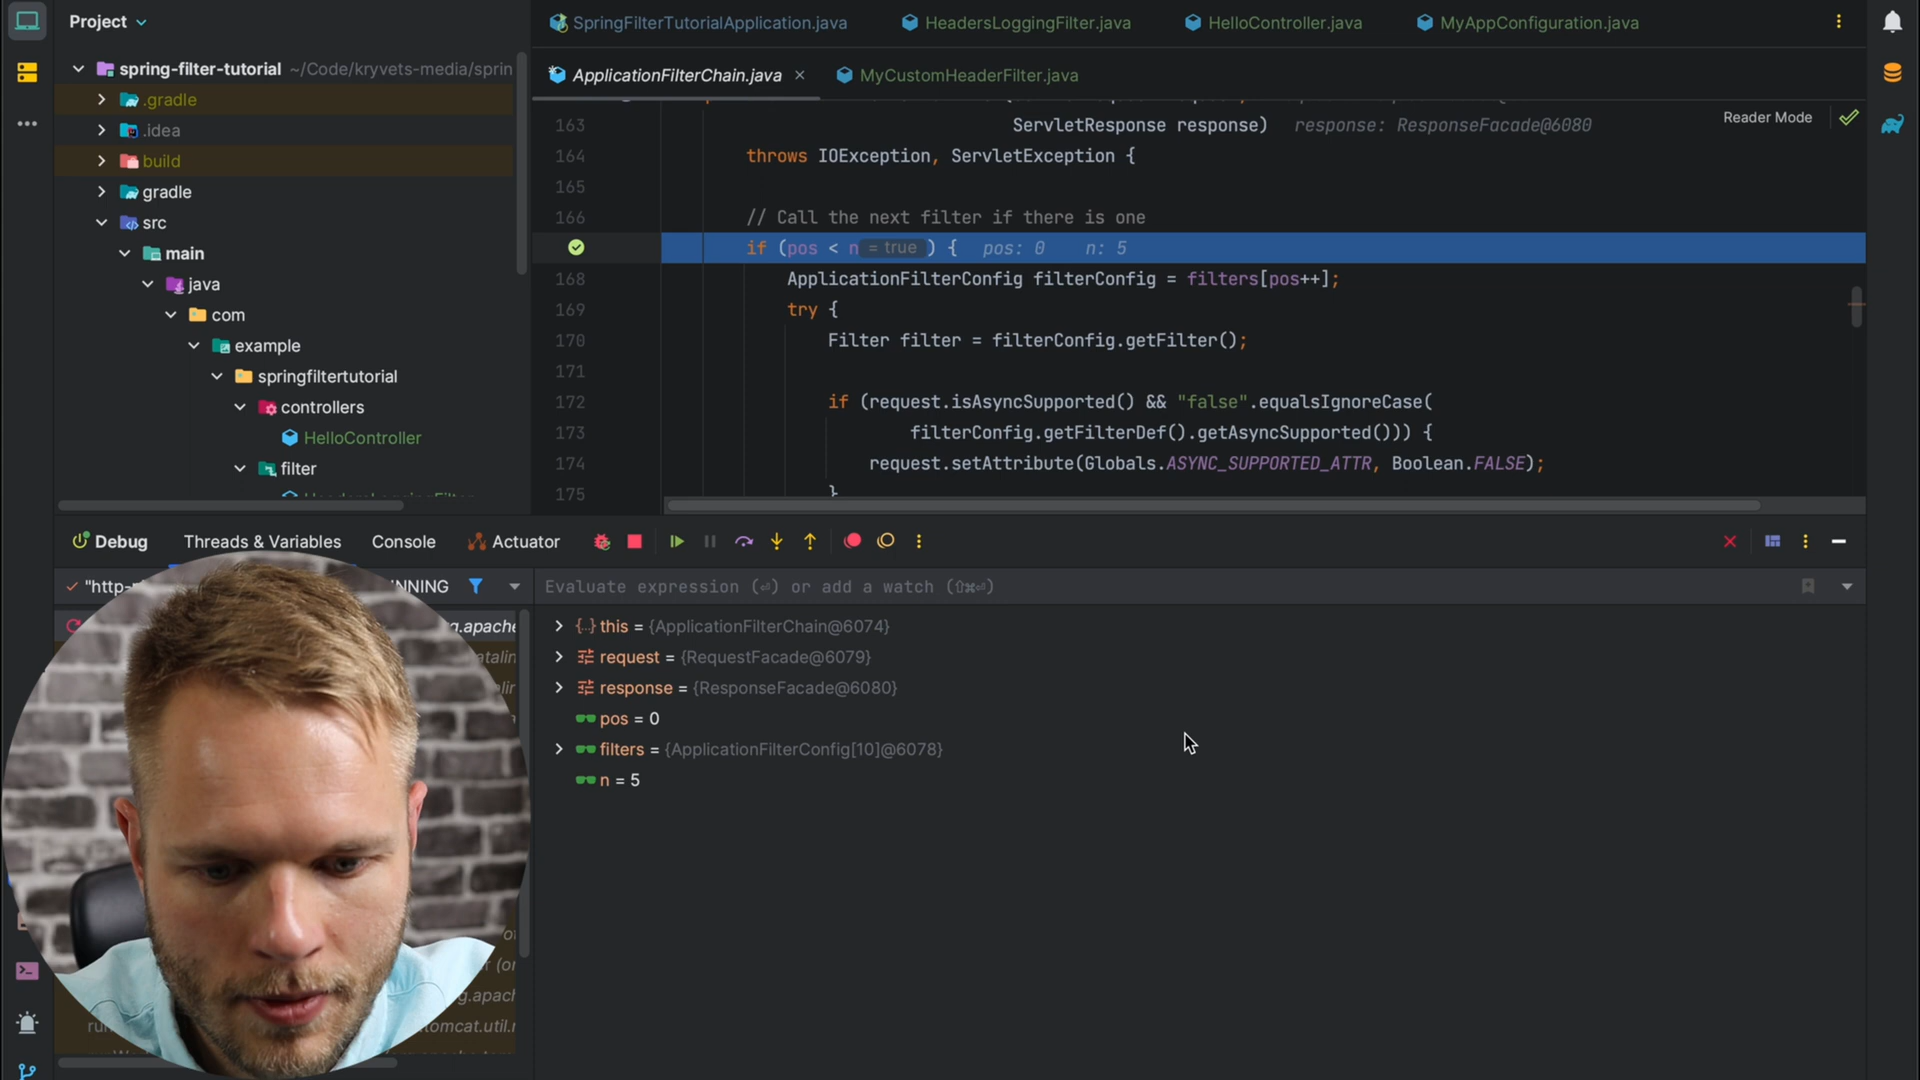 Project
SpringFilterTutorialApplication.java
HeadersLoggingFilter.java
HelloController.java
MyAppConfiguration.java
spring-filter-tutorial ~/Code/kryvets-media/sprin
ApplicationFilterChain.java
MyCustomHeaderFilter.java
.gradle
.idea
build
gradle
src
main
java
com
example
springfiltertutorial
controllers
HelloController
filter
Reader Mode
163 ServletResponse response) response: ResponseFacade@6080
164 throws IOException, ServletException {
165
166 // Call the next filter if there is one
if (pos < n = true ) { pos: 0 n: 5
168 ApplicationFilterConfig filterConfig = filters[pos++];
169 try {
170 Filter filter = filterConfig.getFilter();
171
172 if (request.isAsyncSupported() && "false".equalsIgnoreCase(
173 filterConfig.getFilterDef().getAsyncSupported())) {
174 request.setAttribute(Globals.ASYNC_SUPPORTED_ATTR, Boolean.FALSE);
175 }
Debug Threads & Variables Console Actuator
"http- NNING
Evaluate expression (⏎) or add a watch (⇧⌘⏎)
g.apache
this = {ApplicationFilterChain@6074}
request = {RequestFacade@6079}
response = {ResponseFacade@6080}
pos = 0
filters = {ApplicationFilterConfig[10]@6078}
n = 5
(or
g.apach
omcat.util.r